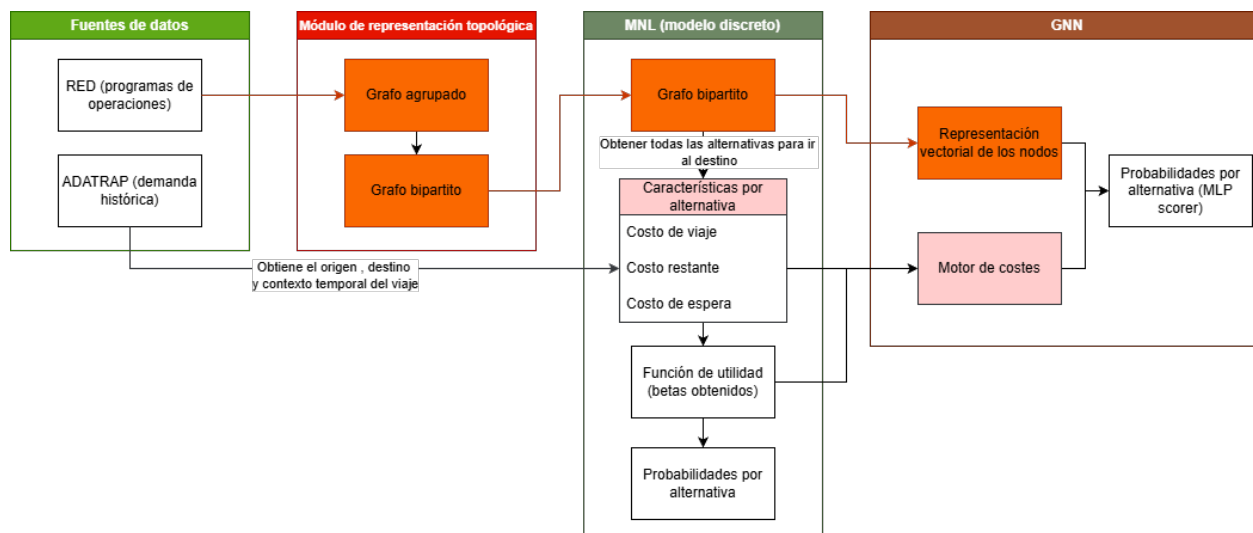 Fuentes de datos
RED (programas de
operaciones)
ADATRAP (demanda
histórica)
Obtiene el origen , destino
y contexto temporal del viaje
Módulo de representación topológica
Grafo agrupado
Grafo bipartito
MNL (modelo discreto)
Grafo bipartito
Obtener todas las alternativas para ir
al destino
Características por
alternativa
Costo de viaje
Costo restante
Costo de espera
Función de utilidad
(betas obtenidos)
Probabilidades por
alternativa
GNN
Representación
vectorial de los nodos
Motor de costes
Probabilidades por
alternativa (MLP
scorer)